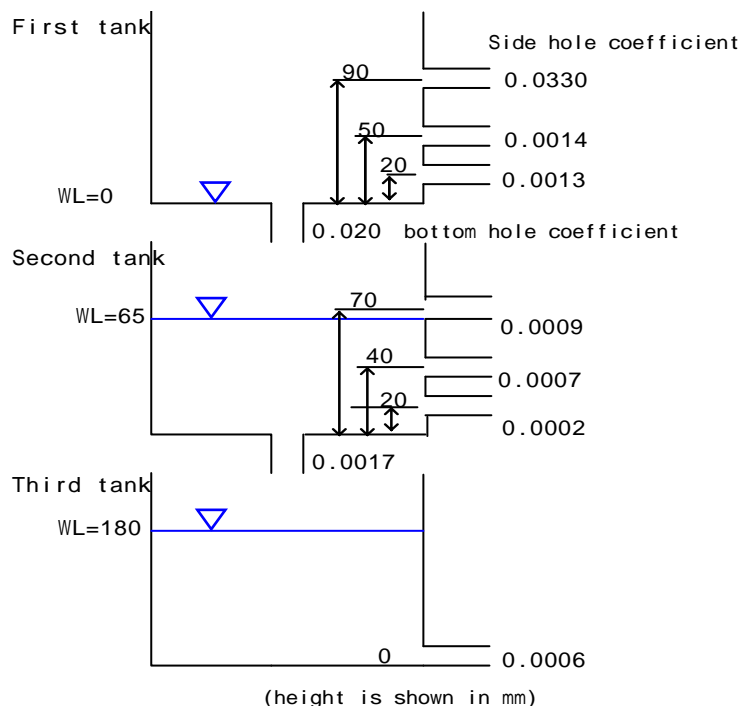 First tank
Side hole coefficient
90
0.0330
50
0.0014
20
0.0013
WL=0
0.020 bottom hole coefficient
Second tank
70
WL=65
0.0009
40
0.0007
20
0.0002
0.0017
Third tank
WL=180
0
0.0006
(height is shown in mm)